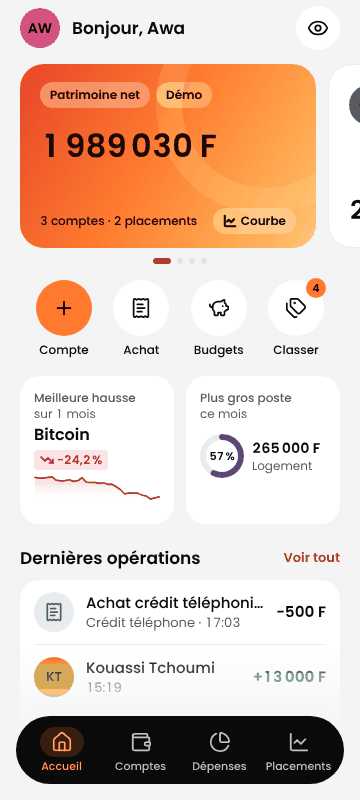 AW
Bonjour, Awa
Patrimoine net
Démo
1 989 030 F
3 comptes · 2 placements
Courbe
2
4
Compte
Achat
Budgets
Classer
Meilleure hausse
sur 1 mois
Bitcoin
-24,2 %
Plus gros poste
ce mois
57 %
265 000 F
Logement
Dernières opérations
Voir tout
Achat crédit téléphoni...
Crédit téléphone · 17:03
-500 F
KT
Kouassi Tchoumi
15:19
+13 000 F
Accueil
Comptes
Dépenses
Placements